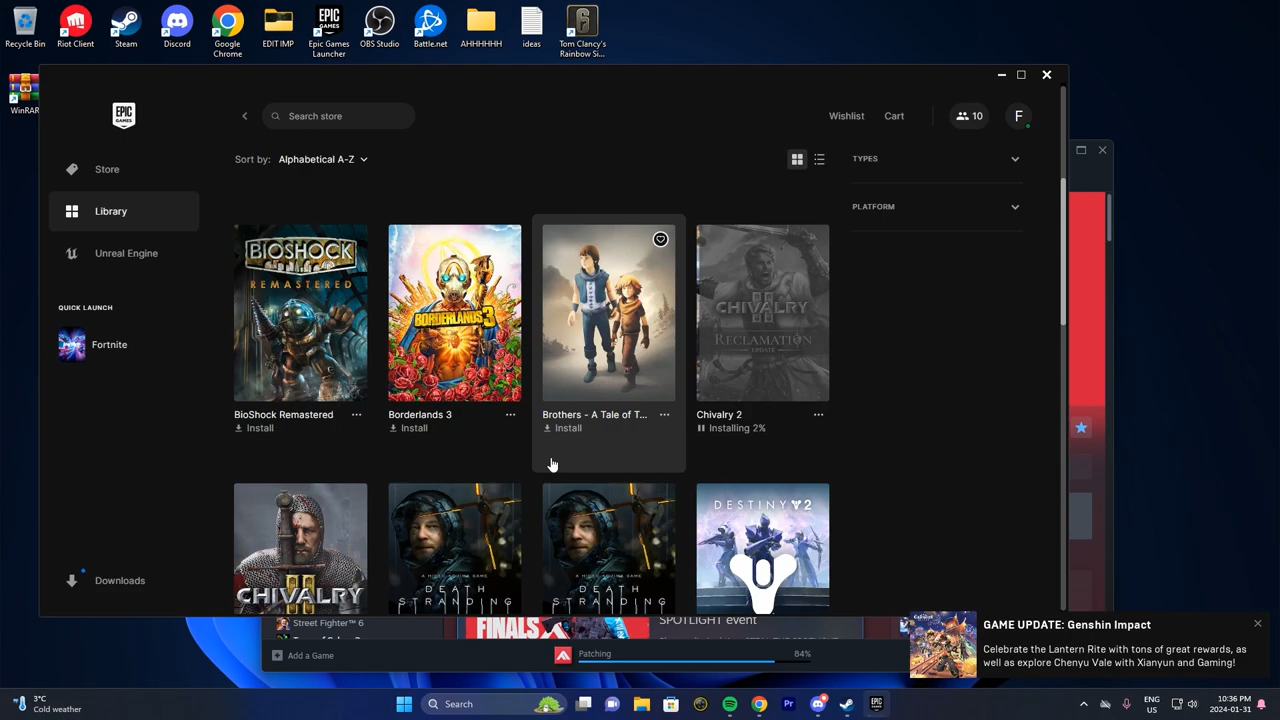 Recycle Bin
Riot Client
Steam
Discord
Google
Chrome
EDIT IMP
Epic Games
Launcher
OBS Studio
Battle.net
AHHHHHH
ideas
Tom Clancy's
Rainbow Si...
WinRAR
EPIC
GAMES
Search store
Wishlist
Cart
10
F
Sort by:
Alphabetical A-Z
TYPES
PLATFORM
Store
Library
Unreal Engine
QUICK LAUNCH
Fortnite
Downloads
BIOSHOCK
REMASTERED
BORDERLANDS 3
CHIVALRY
II
RECLAMATION
UPDATE
BioShock Remastered
Install
Borderlands 3
Install
Brothers - A Tale of T...
Install
Chivalry 2
Installing 2%
CHIVALRY
II
DEATH
STRANDING
DEATH
STRANDING
DESTINY 2
Street Fighter™ 6
FINALS
SPOTLIGHT event
Add a Game
Patching
84%
GAME UPDATE: Genshin Impact
Celebrate the Lantern Rite with tons of great rewards, as
well as explore Chenyu Vale with Xianyun and Gaming!
3°C
Cold weather
Search
Pr
ENG
US
10:36 PM
2024-01-31